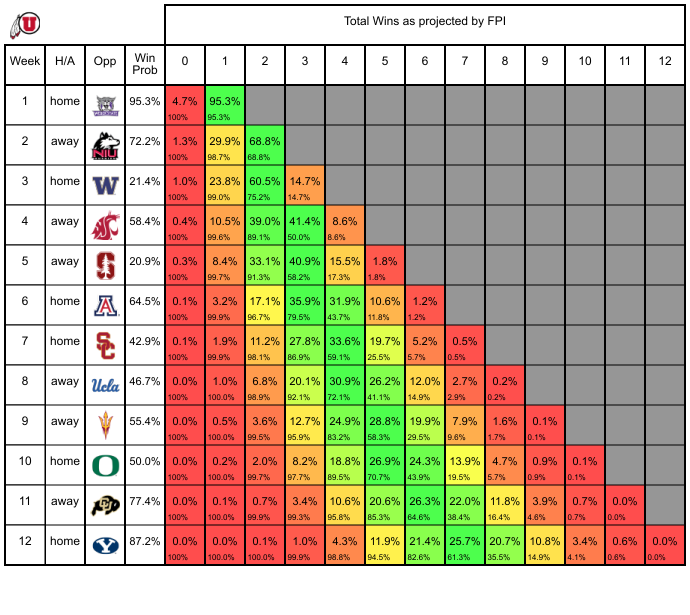 U
Total Wins as projected by FPI
Week H/A Opp Win Prob 0 1 2 3 4 5 6 7 8 9 10 11 12
1 home 95.3% 4.7% 95.3%
100% 95.3%
2 away NIU 72.2% 1.3% 29.9% 68.8%
100% 98.7% 68.8%
3 home W 21.4% 1.0% 23.8% 60.5% 14.7%
100% 99.0% 75.2% 14.7%
4 away 58.4% 0.4% 10.5% 39.0% 41.4% 8.6%
100% 99.6% 89.1% 50.0% 8.6%
5 away S 20.9% 0.3% 8.4% 33.1% 40.9% 15.5% 1.8%
100% 99.7% 91.3% 58.2% 17.3% 1.8%
6 home A 64.5% 0.1% 3.2% 17.1% 35.9% 31.9% 10.6% 1.2%
100% 99.9% 96.7% 79.5% 43.7% 11.8% 1.2%
7 home SC 42.9% 0.1% 1.9% 11.2% 27.8% 33.6% 19.7% 5.2% 0.5%
100% 99.9% 98.1% 86.9% 59.1% 25.5% 5.7% 0.5%
8 away Ucla 46.7% 0.0% 1.0% 6.8% 20.1% 30.9% 26.2% 12.0% 2.7% 0.2%
100% 100.0% 98.9% 92.1% 72.1% 41.1% 14.9% 2.9% 0.2%
9 away 55.4% 0.0% 0.5% 3.6% 12.7% 24.9% 28.8% 19.9% 7.9% 1.6% 0.1%
100% 100.0% 99.5% 95.9% 83.2% 58.3% 29.5% 9.6% 1.7% 0.1%
10 home O 50.0% 0.0% 0.2% 2.0% 8.2% 18.8% 26.9% 24.3% 13.9% 4.7% 0.9% 0.1%
100% 100.0% 99.7% 97.7% 89.5% 70.7% 43.9% 19.5% 5.7% 0.9% 0.1%
11 away CU 77.4% 0.0% 0.1% 0.7% 3.4% 10.6% 20.6% 26.3% 22.0% 11.8% 3.9% 0.7% 0.0%
100% 100.0% 99.9% 99.3% 95.8% 85.3% 64.6% 38.4% 16.4% 4.6% 0.7% 0.0%
12 home Y 87.2% 0.0% 0.0% 0.1% 1.0% 4.3% 11.9% 21.4% 25.7% 20.7% 10.8% 3.4% 0.6% 0.0%
100% 100.0% 100.0% 99.9% 98.8% 94.5% 82.6% 61.3% 35.5% 14.9% 4.1% 0.6% 0.0%